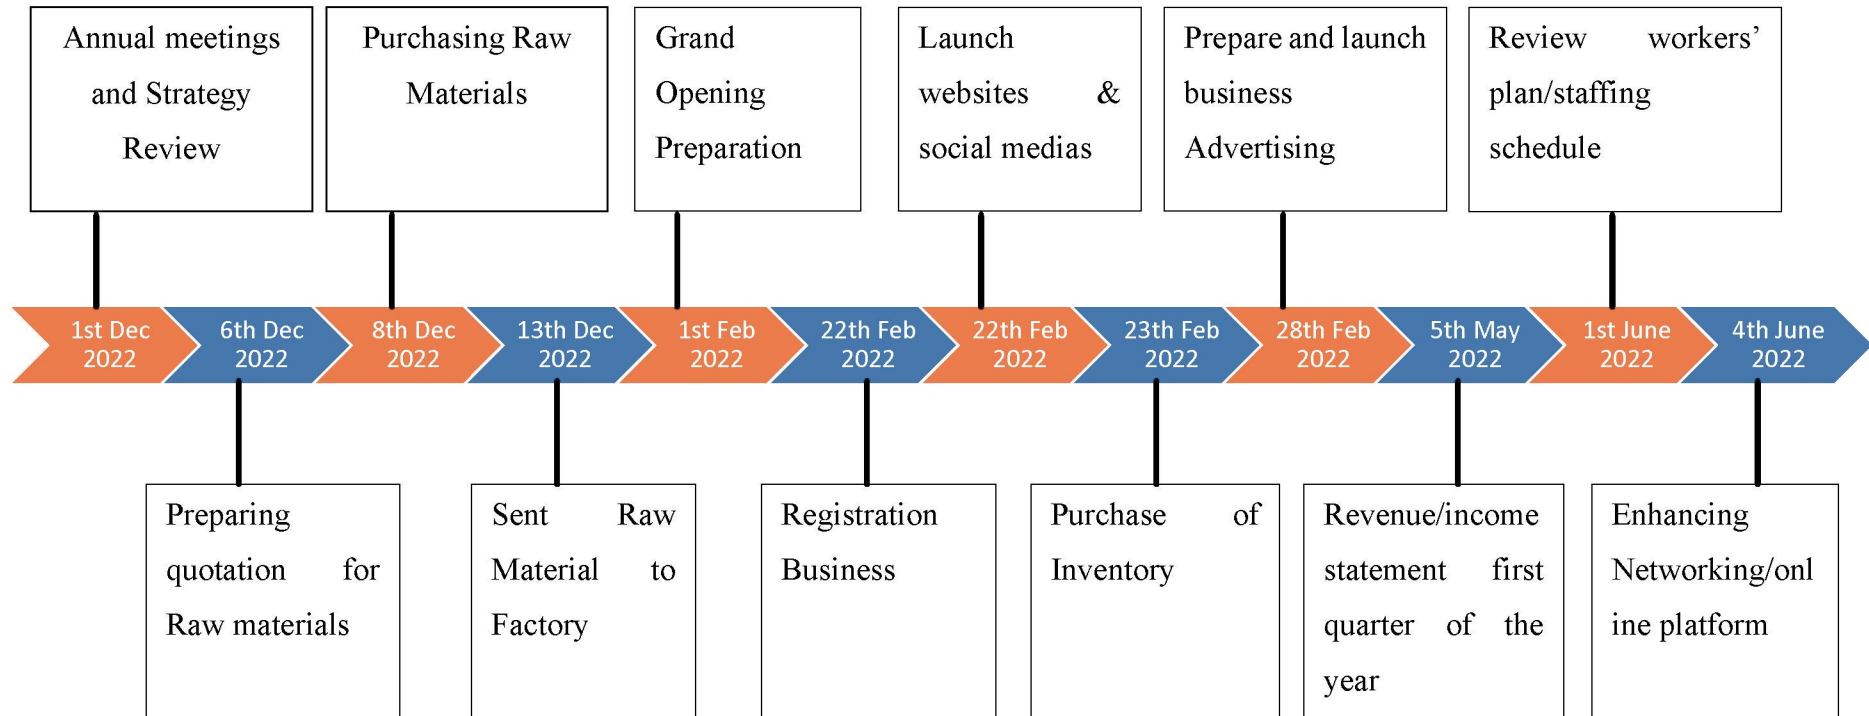 Annual meetings
and Strategy
Review
Purchasing Raw
Materials
Grand
Opening
Preparation
Launch
websites &
social medias
Prepare and launch
business
Advertising
Review workers’
plan/staffing
schedule
1st Dec
2022
6th Dec
2022
8th Dec
2022
13th Dec
2022
1st Feb
2022
22th Feb
2022
22th Feb
2022
23th Feb
2022
28th Feb
2022
5th May
2022
1st June
2022
4th June
2022
Preparing
quotation for
Raw materials
Sent Raw
Material to
Factory
Registration
Business
Purchase of
Inventory
Revenue/income
statement first
quarter of the
year
Enhancing
Networking/onl
ine platform